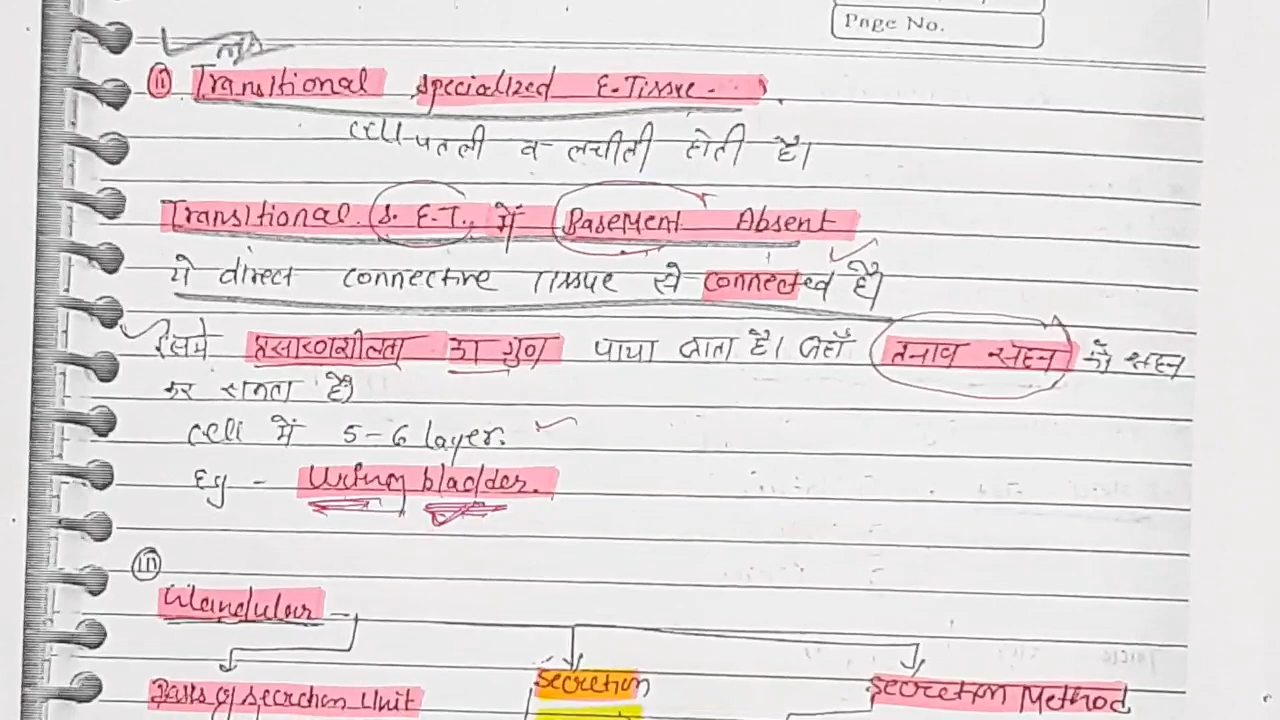 Page No.
(ii) Transitional specialized E-Tissue-
cell पतली व लचीली होती है।
Transitional S. E.T., में Basement Absent
ये direct connective Tissue से connected है।
इसमे प्रसारणशीलता का गुण पाया जाता है। जहाँ तनाव सहन को सहन
कर सकता है।
cell में 5-6 layer.
Eg - Urinary bladder.
(iii)
Glandular -
Basis of Secretion Unit Secretion Secretion Method